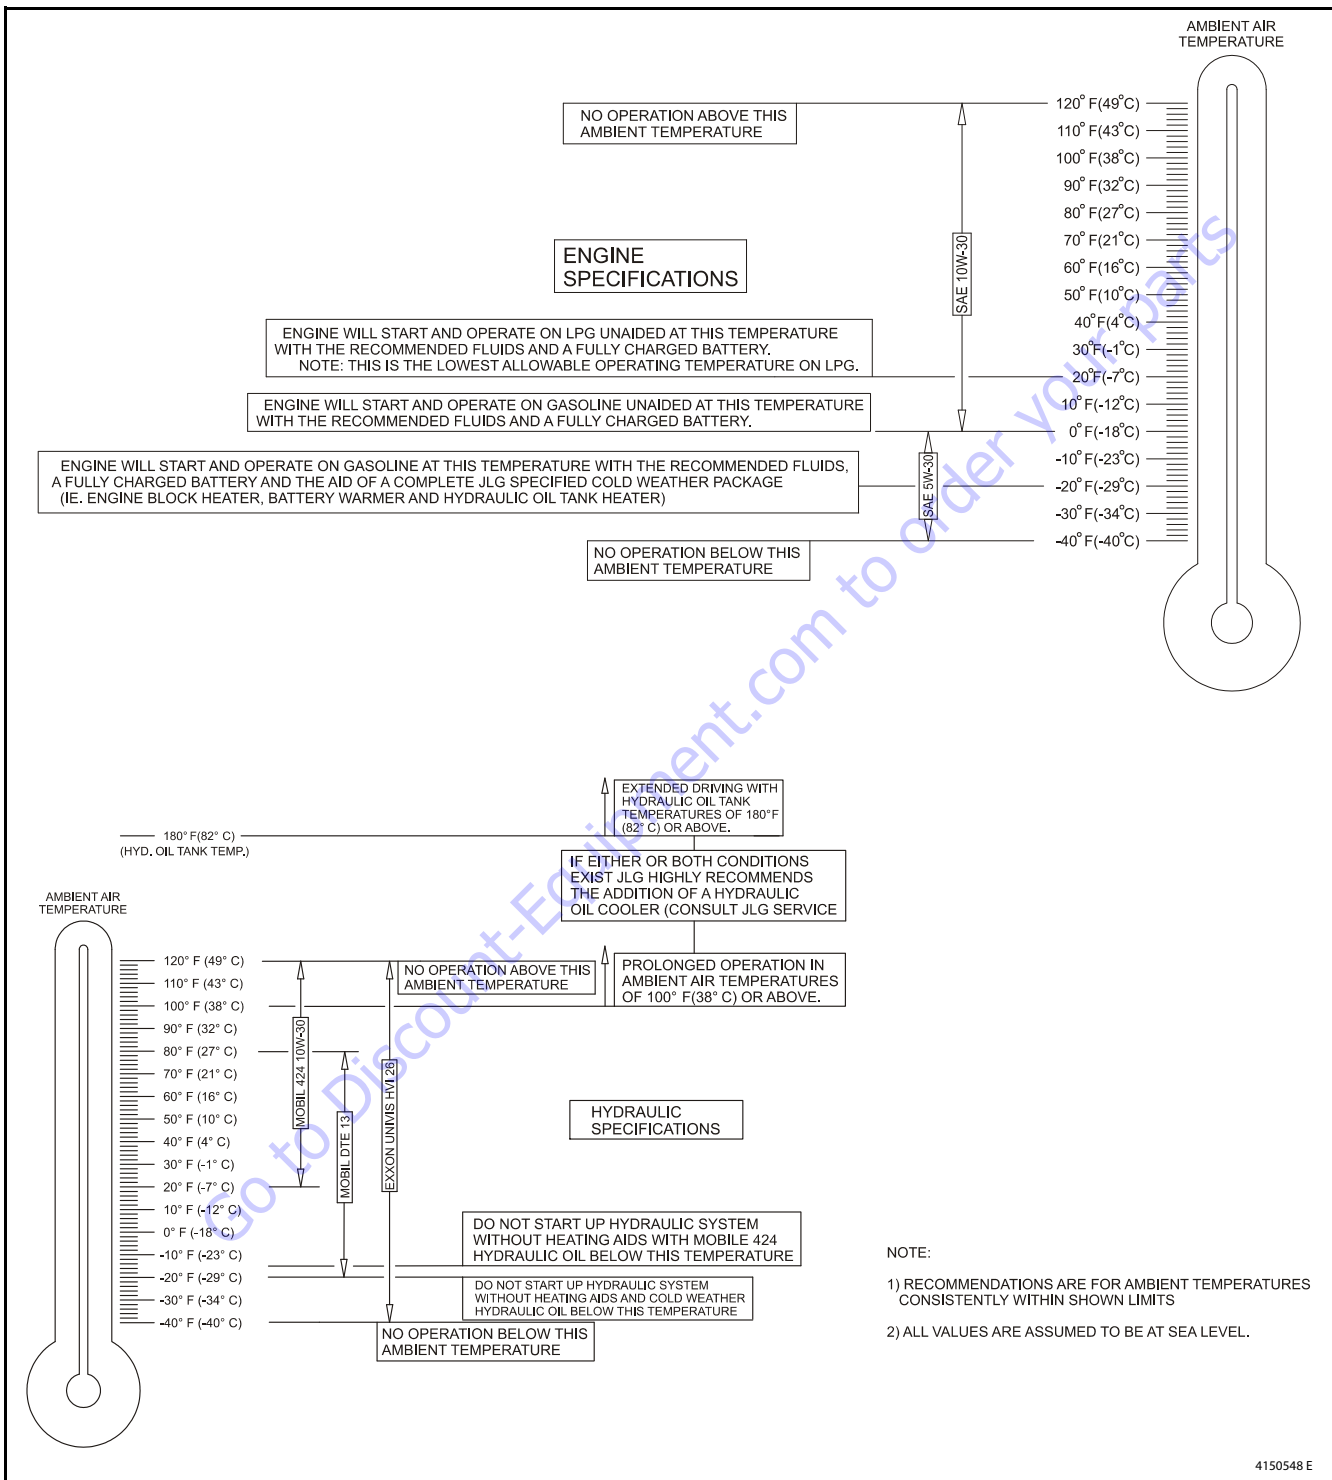 AMBIENT AIR
TEMPERATURE
NO OPERATION ABOVE THIS
AMBIENT TEMPERATURE
120° F(49°C)
110° F(43°C)
100° F(38°C)
90° F(32°C)
80° F(27°C)
70° F(21°C)
60° F(16°C)
50° F(10°C)
40°F(4°C)
30°F(-1°C)
20°F(-7°C)
10°F(-12°C)
0° F(-18°C)
-10° F(-23°C)
-20° F(-29°C)
-30° F(-34°C)
-40° F(-40°C)
SAE 10W-30
SAE 5W-30
ENGINE
SPECIFICATIONS
ENGINE WILL START AND OPERATE ON LPG UNAIDED AT THIS TEMPERATURE
WITH THE RECOMMENDED FLUIDS AND A FULLY CHARGED BATTERY.
NOTE: THIS IS THE LOWEST ALLOWABLE OPERATING TEMPERATURE ON LPG.
ENGINE WILL START AND OPERATE ON GASOLINE UNAIDED AT THIS TEMPERATURE
WITH THE RECOMMENDED FLUIDS AND A FULLY CHARGED BATTERY.
ENGINE WILL START AND OPERATE ON GASOLINE AT THIS TEMPERATURE WITH THE RECOMMENDED FLUIDS,
A FULLY CHARGED BATTERY AND THE AID OF A COMPLETE JLG SPECIFIED COLD WEATHER PACKAGE
(IE. ENGINE BLOCK HEATER, BATTERY WARMER AND HYDRAULIC OIL TANK HEATER)
NO OPERATION BELOW THIS
AMBIENT TEMPERATURE
Go to Discount-Equipment.com to order your parts
EXTENDED DRIVING WITH
HYDRAULIC OIL TANK
TEMPERATURES OF 180°F
(82° C) OR ABOVE.
180° F(82° C)
(HYD. OIL TANK TEMP.)
IF EITHER OR BOTH CONDITIONS
EXIST JLG HIGHLY RECOMMENDS
THE ADDITION OF A HYDRAULIC
OIL COOLER (CONSULT JLG SERVICE
AMBIENT AIR
TEMPERATURE
120° F (49° C)
110° F (43° C)
100° F (38° C)
90° F (32° C)
80° F (27° C)
70° F (21° C)
60° F (16° C)
50° F (10° C)
40° F (4° C)
30° F (-1° C)
20° F (-7° C)
10° F (-12° C)
0° F (-18° C)
-10° F (-23° C)
-20° F (-29° C)
-30° F (-34° C)
-40° F (-40° C)
MOBIL 424 10W-30
MOBIL DTE 13
EXXON UNIVIS HVI 26
NO OPERATION ABOVE THIS
AMBIENT TEMPERATURE
PROLONGED OPERATION IN
AMBIENT AIR TEMPERATURES
OF 100° F(38° C) OR ABOVE.
HYDRAULIC
SPECIFICATIONS
DO NOT START UP HYDRAULIC SYSTEM
WITHOUT HEATING AIDS WITH MOBILE 424
HYDRAULIC OIL BELOW THIS TEMPERATURE
DO NOT START UP HYDRAULIC SYSTEM
WITHOUT HEATING AIDS AND COLD WEATHER
HYDRAULIC OIL BELOW THIS TEMPERATURE
NO OPERATION BELOW THIS
AMBIENT TEMPERATURE
NOTE:
1) RECOMMENDATIONS ARE FOR AMBIENT TEMPERATURES
CONSISTENTLY WITHIN SHOWN LIMITS
2) ALL VALUES ARE ASSUMED TO BE AT SEA LEVEL.
4150548 E